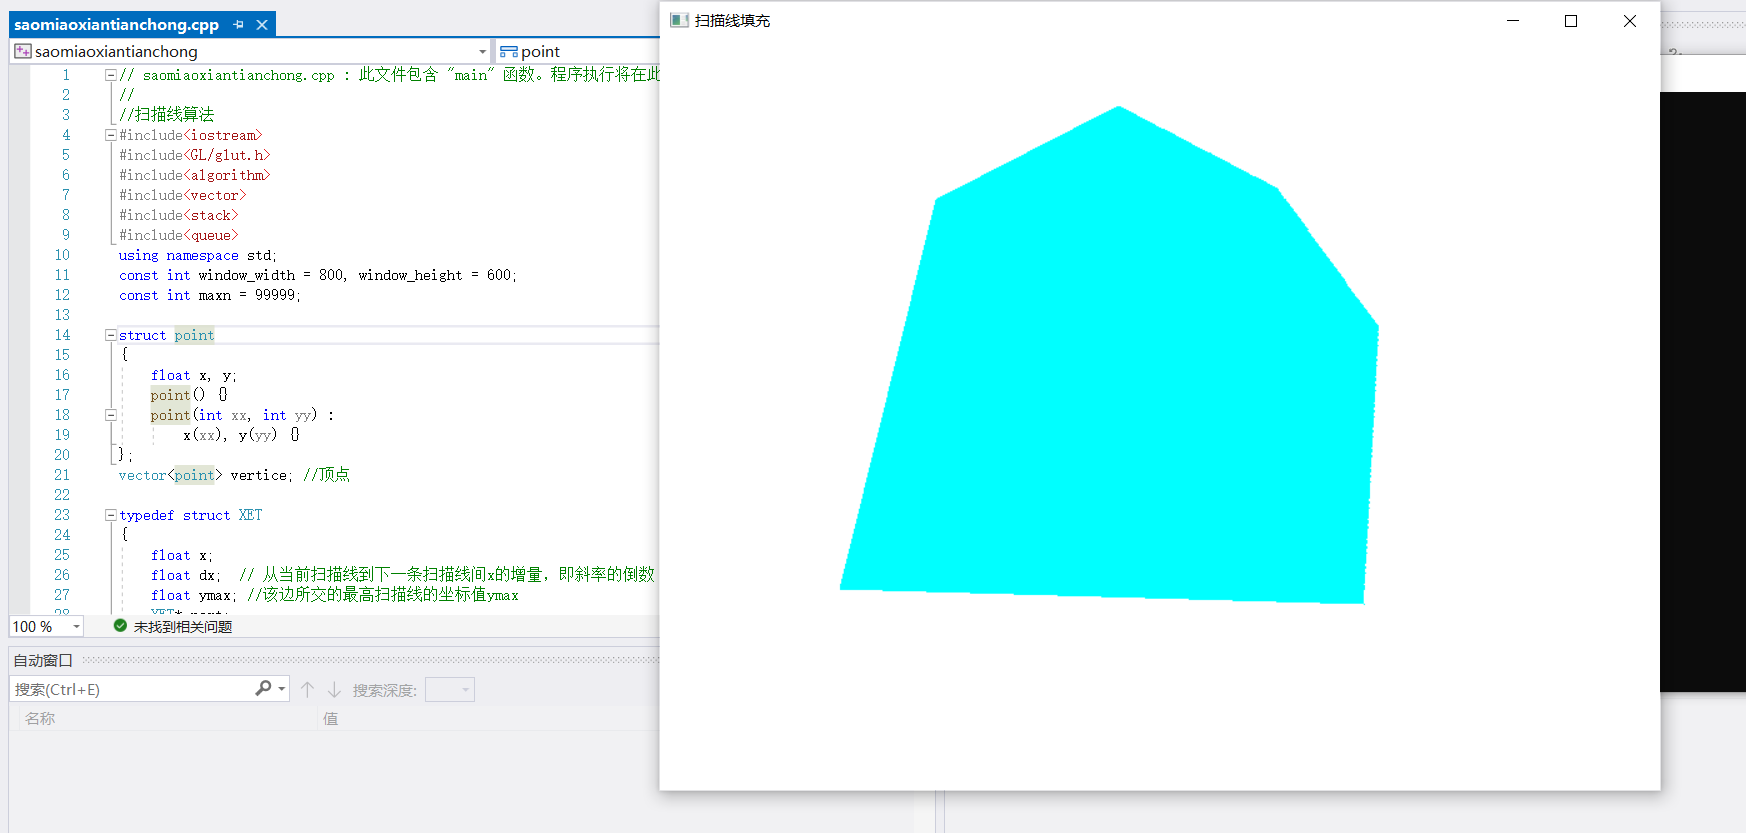 saomiaoxiantianchong.cpp
saomiaoxiantianchong
point
1 // saomiaoxiantianchong.cpp : 此文件包含 "main" 函数。程序执行将在此
2 //
3 //扫描线算法
4 #include<iostream>
5 #include<GL/glut.h>
6 #include<algorithm>
7 #include<vector>
8 #include<stack>
9 #include<queue>
10 using namespace std;
11 const int window_width = 800, window_height = 600;
12 const int maxn = 99999;
13
14 struct point
15 {
16 float x, y;
17 point() {}
18 point(int xx, int yy) :
19 x(xx), y(yy) {}
20 };
21 vector<point> vertice; //顶点
22
23 typedef struct XET
24 {
25 float x;
26 float dx; // 从当前扫描线到下一条扫描线间x的增量，即斜率的倒数
27 float ymax; //该边所交的最高扫描线的坐标值ymax
28 XET* next;
100 %
未找到相关问题
自动窗口
搜索(Ctrl+E)
搜索深度:
名称
值
扫描线填充